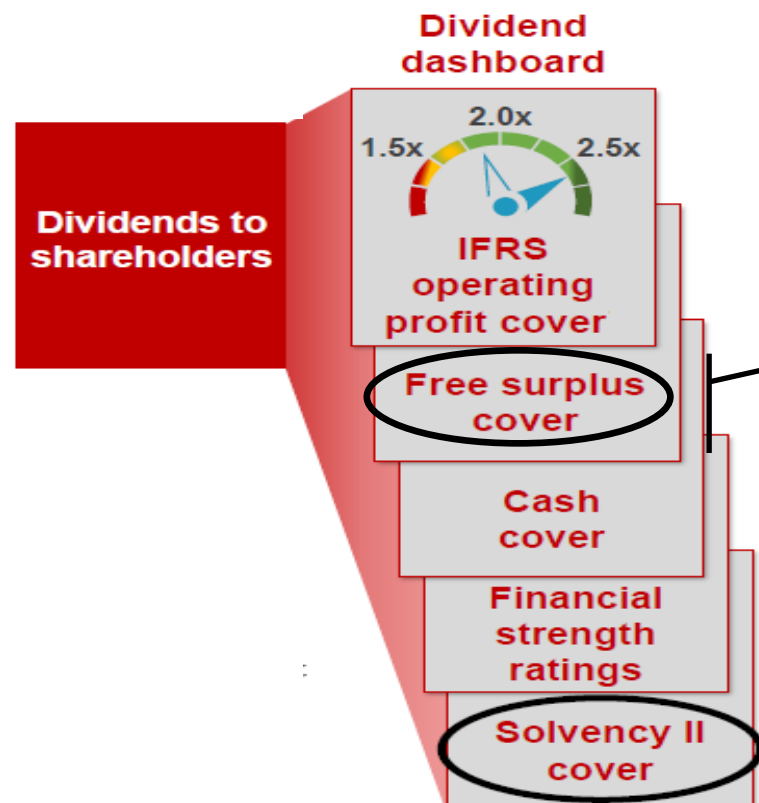 Dividend
dashboard
2.0x
1.5x
2.5x
Dividends to
shareholders
IFRS
operating
profit cover
Free surplus
cover
Cash
cover
Financial
strength
ratings
Solvency II
cover